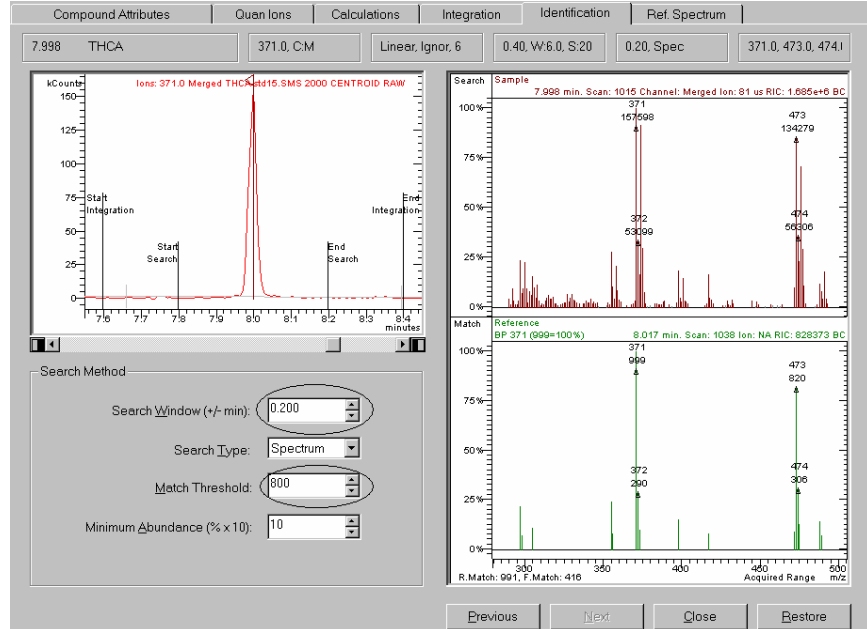 Compound Attributes Quan Ions Calculations Integration Identification Ref. Spectrum
7.998 THCA 371.0, C:M Linear, Ignor, 6 0.40, W:6.0, S:20 0.20, Spec 371.0, 473.0, 474.(
kCounts Ions: 371.0 Merged THCA std15.SMS 2000 CENTROID RAW
150
125
100
75
50
25
0
Start
Integration
Start
Search
End
Search
End
Integration
7.6 7.7 7.8 7.9 8.0 8.1 8.2 8.3 8.4
minutes
Search Method
Search Window (+/- min): 0.200
Search Type: Spectrum
Match Threshold: 800
Minimum Abundance (% x 10): 10
Search Sample
7.998 min. Scan: 1015 Channel: Merged Ion: 81 us RIC: 1.685e+6 BC
100%
75%
50%
25%
0%
371
157598
372
53099
473
134279
474
56306
Match Reference
BP 371 (999=100%) 8.017 min. Scan: 1038 Ion: NA RIC: 828373 BC
100%
75%
50%
25%
0%
371
999
372
290
473
820
474
306
300 350 400 450 500
R.Match: 991, F.Match: 416 Acquired Range m/z
Previous Next Close Restore